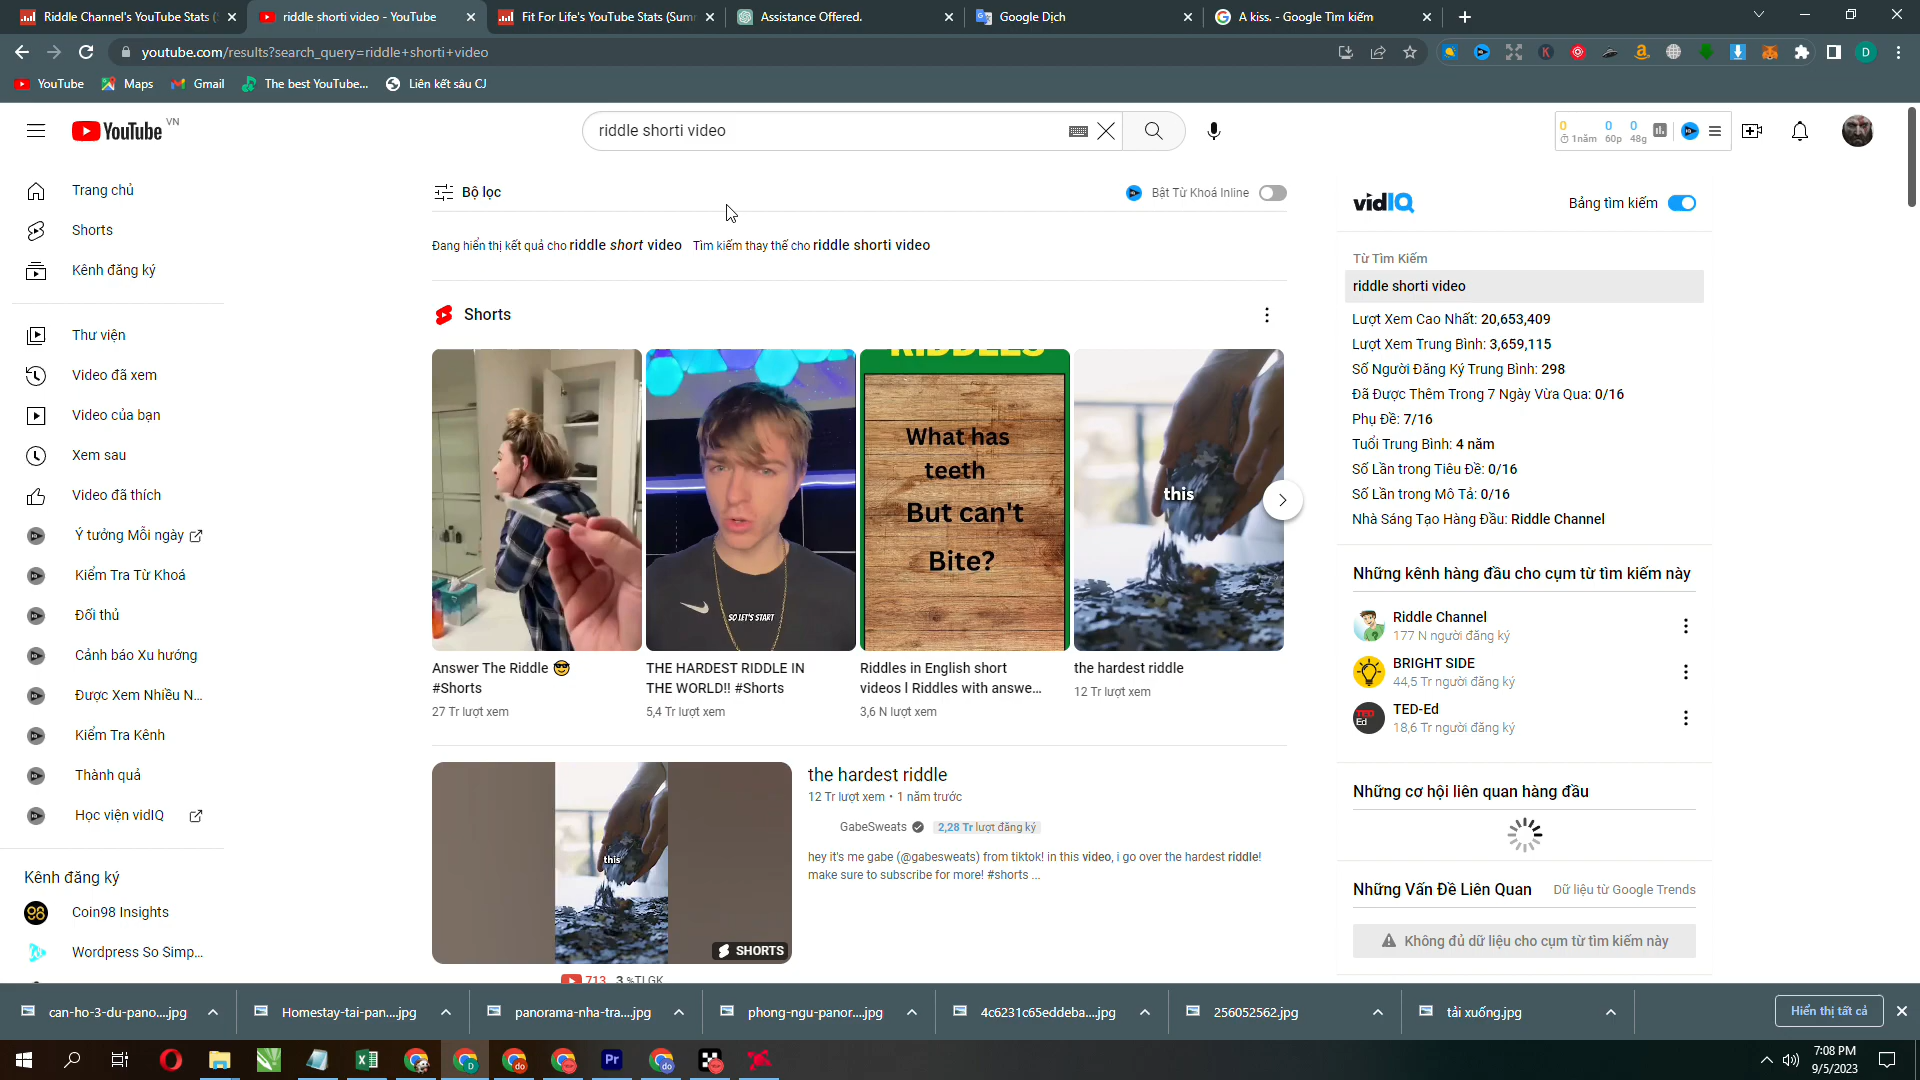 Riddle Channel's YouTube Stats (
riddle shorti video - YouTube
Fit For Life's YouTube Stats (Sum
Assistance Offered.
Google Dịch
A kiss. - Google Tìm kiếm
youtube.com/results?search_query=riddle+shorti+video
YouTube
Maps
Gmail
The best YouTube...
Liên kết sâu CJ
YouTube VN
riddle shorti video
0 0 0
1năm 60p 48g
Trang chủ
Shorts
Kênh đăng ký
Thư viện
Video đã xem
Video của bạn
Xem sau
Video đã thích
Ý tưởng Mỗi ngày
Kiểm Tra Từ Khoá
Đối thủ
Cảnh báo Xu hướng
Được Xem Nhiều N...
Kiểm Tra Kênh
Thành quả
Học viện vidIQ
Kênh đăng ký
Coin98 Insights
Wordpress So Simp...
Bộ lọc
Bật Từ Khoá Inline
Đang hiển thị kết quả cho riddle short video Tìm kiếm thay thế cho riddle shorti video
Shorts
SO LET'S START
RIDDLES
What has
teeth
But can't
Bite?
this
Answer The Riddle 😎
#Shorts
27 Tr lượt xem
THE HARDEST RIDDLE IN
THE WORLD!! #Shorts
5,4 Tr lượt xem
Riddles in English short
videos l Riddles with answe...
3,6 N lượt xem
the hardest riddle
12 Tr lượt xem
this
SHORTS
the hardest riddle
12 Tr lượt xem • 1 năm trước
GabeSweats 2,28 Tr lượt đăng ký
hey it's me gabe (@gabesweats) from tiktok! in this video, i go over the hardest riddle!
make sure to subscribe for more! #shorts ...
713 3 %TLGK
vidIQ
Bảng tìm kiếm
Từ Tìm Kiếm
riddle shorti video
Lượt Xem Cao Nhất: 20,653,409
Lượt Xem Trung Bình: 3,659,115
Số Người Đăng Ký Trung Bình: 298
Đã Được Thêm Trong 7 Ngày Vừa Qua: 0/16
Phụ Đề: 7/16
Tuổi Trung Bình: 4 năm
Số Lần trong Tiêu Đề: 0/16
Số Lần trong Mô Tả: 0/16
Nhà Sáng Tạo Hàng Đầu: Riddle Channel
Những kênh hàng đầu cho cụm từ tìm kiếm này
Riddle Channel
177 N người đăng ký
BRIGHT SIDE
44,5 Tr người đăng ký
TED-Ed
18,6 Tr người đăng ký
Những cơ hội liên quan hàng đầu
Những Vấn Đề Liên Quan
Dữ liệu từ Google Trends
Không đủ dữ liệu cho cụm từ tìm kiếm này
can-ho-3-du-pano....jpg
Homestay-tai-pan....jpg
panorama-nha-tra....jpg
phong-ngu-panor....jpg
4c6231c65eddeba....jpg
256052562.jpg
tải xuống.jpg
Hiển thị tất cả
7:08 PM
9/5/2023